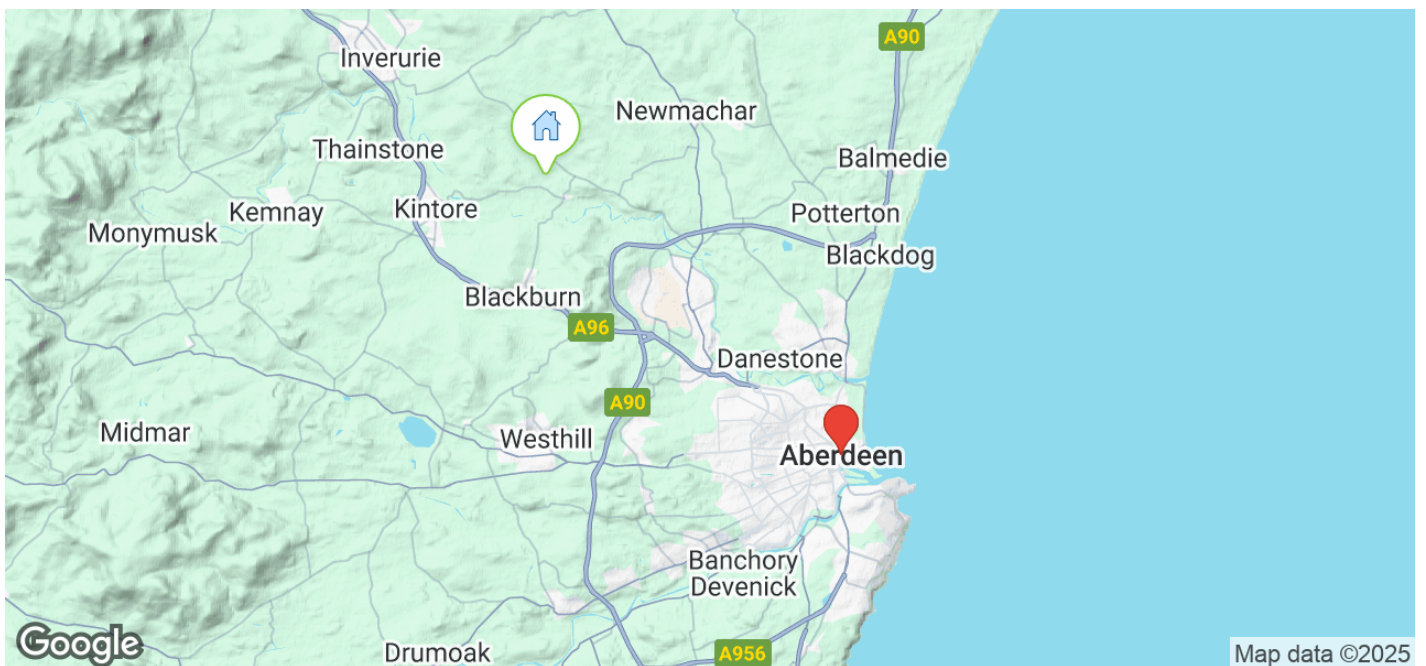 A90
Inverurie
Newmachar
Thainstone
Balmedie
Kemnay
Kintore
Potterton
Monymusk
Blackdog
Blackburn
A96
Danestone
A90
Midmar
Westhill
Aberdeen
Banchory
Devenick
Drumoak
A956
Google
Map data ©2025